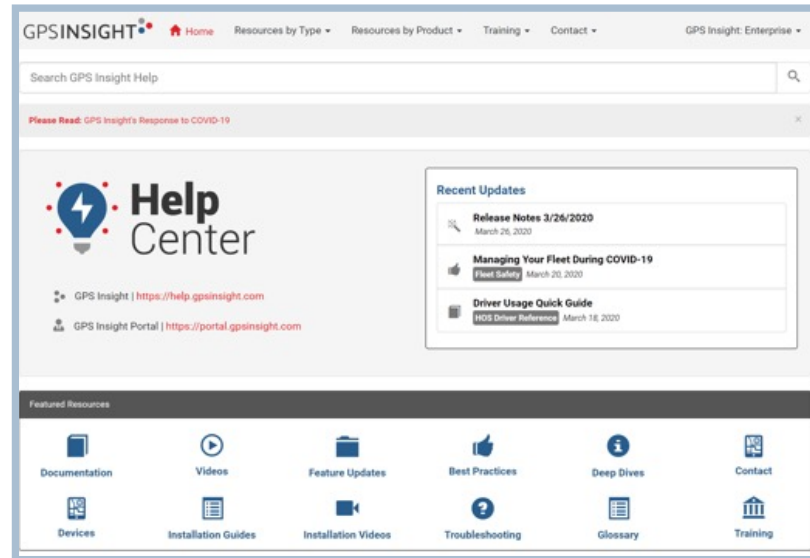 GPSINSIGHT Home Resources by Type Resources by Product Training Contact GPS Insight: Enterprise
Search GPS Insight Help
Please Read: GPS Insight's Response to COVID-19
Help
Center
GPS Insight | https://help.gpsinsight.com
GPS Insight Portal | https://portal.gpsinsight.com
Recent Updates
Release Notes 3/26/2020
March 26, 2020
Managing Your Fleet During COVID-19
Fleet Safety March 20, 2020
Driver Usage Quick Guide
HOS Driver Reference March 18, 2020
Featured Resources
Documentation Videos Feature Updates Best Practices Deep Dives Contact
Devices Installation Guides Installation Videos Troubleshooting Glossary Training